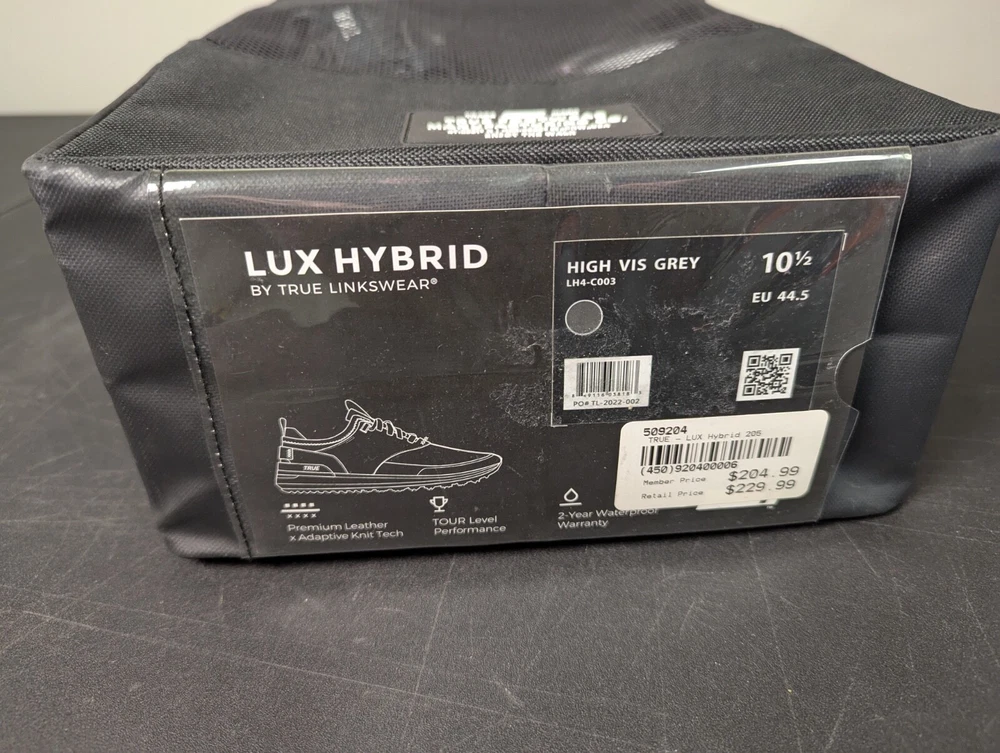 LUX HYBRID
BY TRUE LINKSWEAR®
HIGH VIS GREY
LH4-C003
10½
EU 44.5
PO# TL-2022-002
509204
TRUE - LUX Hybrid 205
(450)920400006
Member Price $204.99
Retail Price $229.99
TRUE
Premium Leather
x Adaptive Knit Tech
TOUR Level
Performance
2-Year Waterproof
Warranty